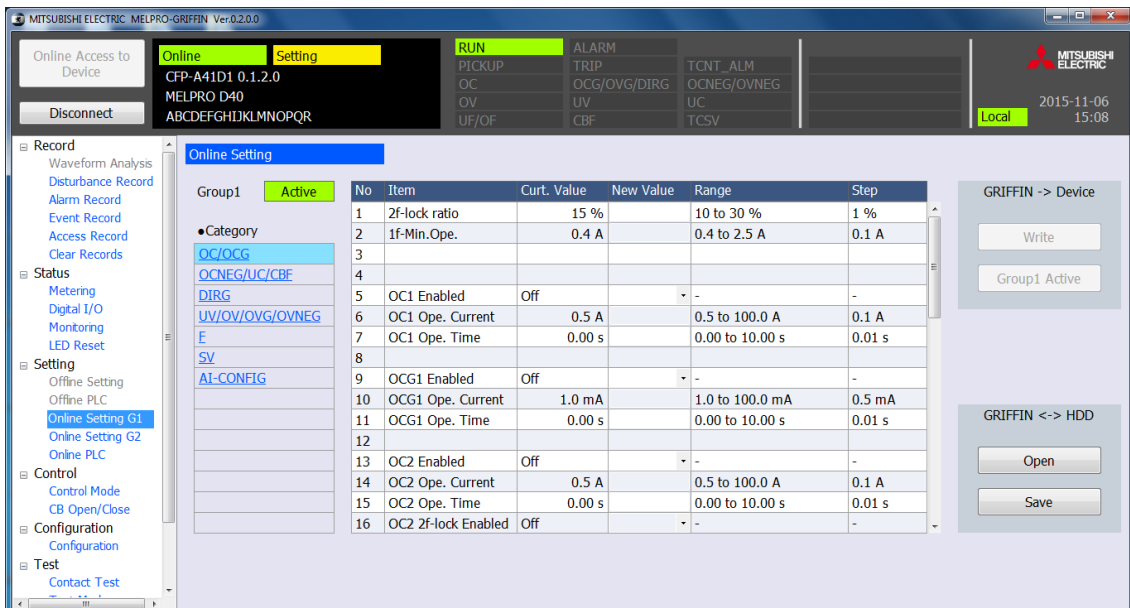 MITSUBISHI ELECTRIC MELPRO-GRIFFIN Ver.0.2.0.0
Online Access to
Device
Disconnect
Online Setting
CFP-A41D1 0.1.2.0
MELPRO D40
ABCDEFGHIJKLMNOPQR
RUN ALARM
PICKUP TRIP TCNT_ALM
OC OCG/OVG/DIRG OCNEG/OVNEG
OV UV UC
UF/OF CBF TCSV
MITSUBISHI
ELECTRIC
2015-11-06
Local 15:08
Record
Waveform Analysis
Disturbance Record
Alarm Record
Event Record
Access Record
Clear Records
Status
Metering
Digital I/O
Monitoring
LED Reset
Setting
Offline Setting
Offline PLC
Online Setting G1
Online Setting G2
Online PLC
Control
Control Mode
CB Open/Close
Configuration
Configuration
Test
Contact Test
Online Setting
Group1 Active
●Category
OC/OCG
OCNEG/UC/CBF
DIRG
UV/OV/OVG/OVNEG
F
SV
AI-CONFIG
No Item Curt. Value New Value Range Step
1 2f-lock ratio 15 % 10 to 30 % 1 %
2 1f-Min.Ope. 0.4 A 0.4 to 2.5 A 0.1 A
3
4
5 OC1 Enabled Off - -
6 OC1 Ope. Current 0.5 A 0.5 to 100.0 A 0.1 A
7 OC1 Ope. Time 0.00 s 0.00 to 10.00 s 0.01 s
8
9 OCG1 Enabled Off - -
10 OCG1 Ope. Current 1.0 mA 1.0 to 100.0 mA 0.5 mA
11 OCG1 Ope. Time 0.00 s 0.00 to 10.00 s 0.01 s
12
13 OC2 Enabled Off - -
14 OC2 Ope. Current 0.5 A 0.5 to 100.0 A 0.1 A
15 OC2 Ope. Time 0.00 s 0.00 to 10.00 s 0.01 s
16 OC2 2f-lock Enabled Off - -
GRIFFIN -> Device
Write
Group1 Active
GRIFFIN <-> HDD
Open
Save